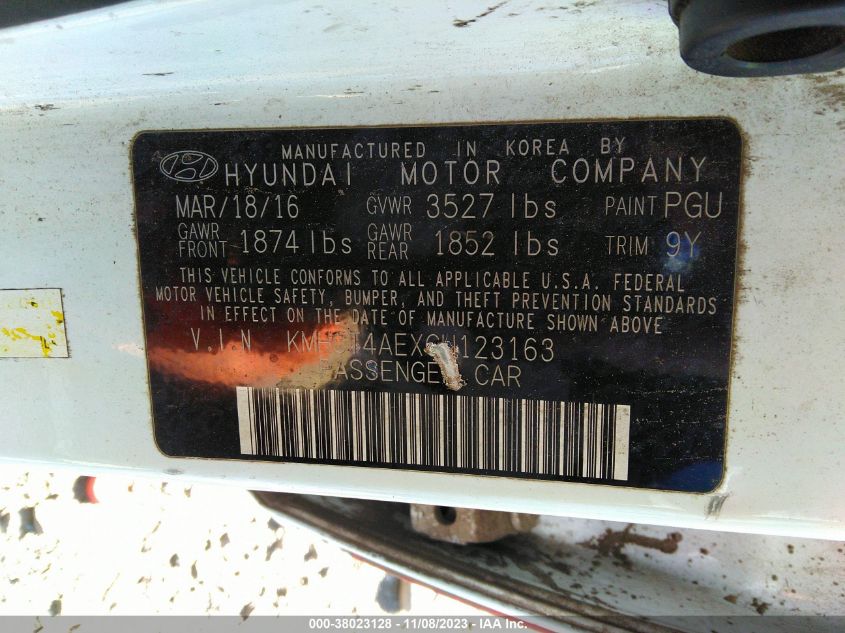 MANUFACTURED IN KOREA BY
HYUNDAI MOTOR COMPANY
MAR/18/16 GVWR 3527 lbs PAINT PGU
GAWR FRONT 1874 lbs GAWR REAR 1852 lbs TRIM 9Y
THIS VEHICLE CONFORMS TO ALL APPLICABLE U.S.A. FEDERAL
MOTOR VEHICLE SAFETY, BUMPER, AND THEFT PREVENTION STANDARDS
IN EFFECT ON THE DATE OF MANUFACTURE SHOWN ABOVE
V.I.N
PASSENGER CAR
000-38023128 - 11/08/2023 - IAA Inc.